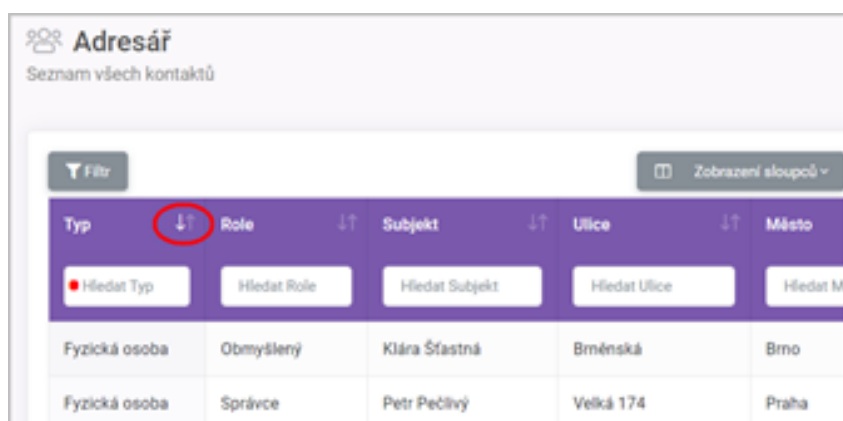 Adresář
Seznam všech kontaktů
Filtr Zobrazení sloupců
Typ Role Subjekt Ulice Město
Hledat Typ Hledat Role Hledat Subjekt Hledat Ulice Hledat M
Fyzická osoba Obmyšlený Klára Šťastná Brněnská Brno
Fyzická osoba Správce Petr Pečlivý Velká 174 Praha